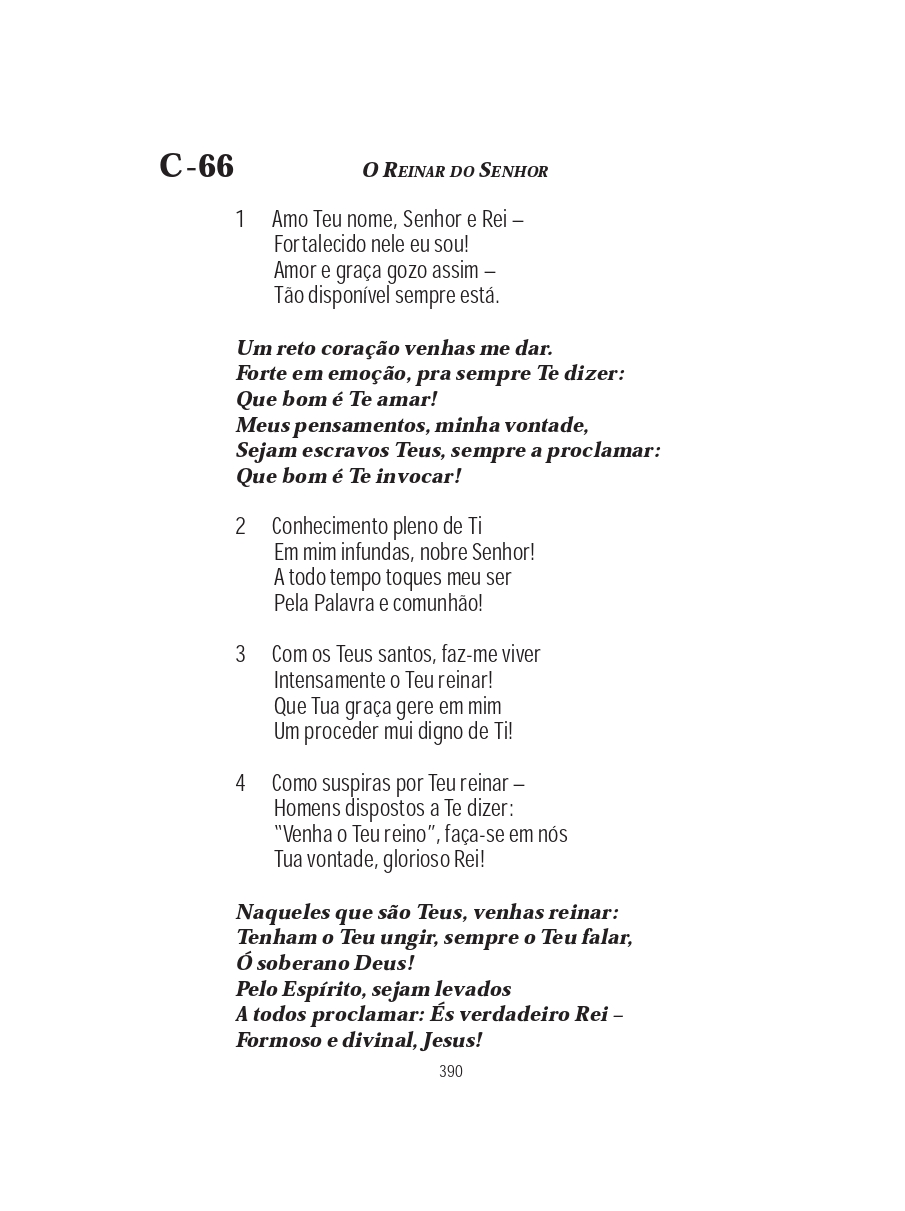 C-66 O Reinar do Senhor
1 Amo Teu nome, Senhor e Rei –
Fortalecido nele eu sou!
Amor e graça gozo assim –
Tão disponível sempre está.
Um reto coração venhas me dar.
Forte em emoção, pra sempre Te dizer:
Que bom é Te amar!
Meus pensamentos, minha vontade,
Sejam escravos Teus, sempre a proclamar:
Que bom é Te invocar!
2 Conhecimento pleno de Ti
Em mim infundas, nobre Senhor!
A todo tempo toques meu ser
Pela Palavra e comunhão!
3 Com os Teus santos, faz-me viver
Intensamente o Teu reinar!
Que Tua graça gere em mim
Um proceder mui digno de Ti!
4 Como suspiras por Teu reinar –
Homens dispostos a Te dizer:
“Venha o Teu reino”, faça-se em nós
Tua vontade, glorioso Rei!
Naqueles que são Teus, venhas reinar:
Tenham o Teu ungir, sempre o Teu falar,
Ó soberano Deus!
Pelo Espírito, sejam levados
A todos proclamar: És verdadeiro Rei –
Formoso e divinal, Jesus!
390